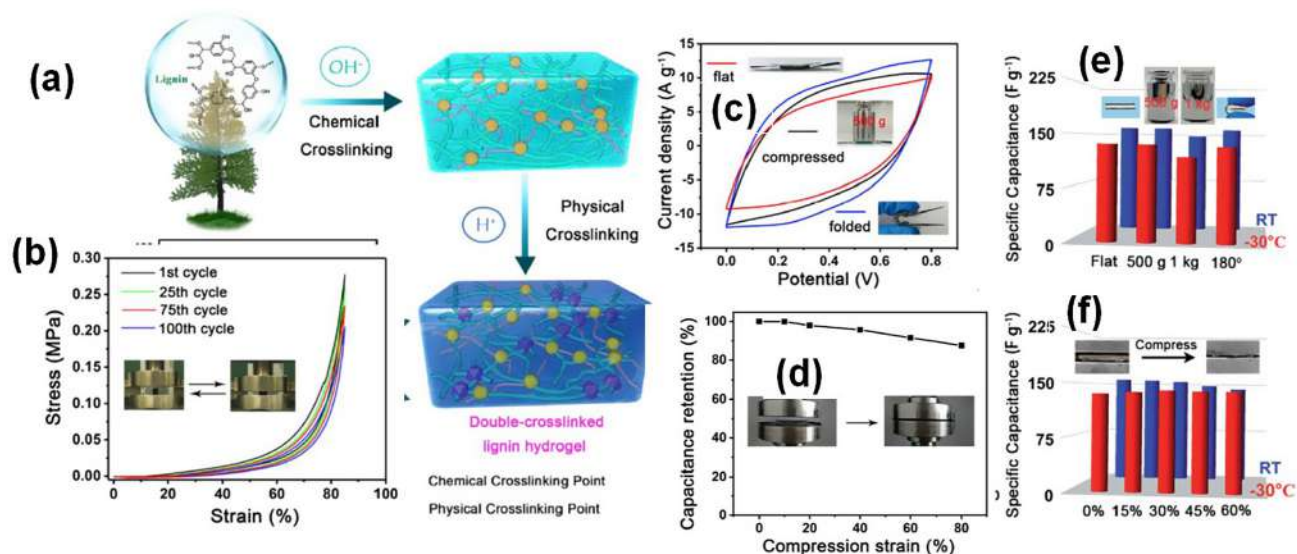 (a)
Lignin
OH-
Chemical
Crosslinking
H+
Physical
Crosslinking
Double-crosslinked
lignin hydrogel
Chemical Crosslinking Point
Physical Crosslinking Point
(b)
0.30
0.25
0.20
0.15
0.10
0.05
0.00
Stress (MPa)
1st cycle
25th cycle
75th cycle
100th cycle
0 20 40 60 80 100
Strain (%)
(c)
15
10
5
0
-5
-10
-15
Current density (A g⁻¹)
flat
500 g
compressed
folded
0.0 0.2 0.4 0.6 0.8
Potential (V)
(d)
100
80
60
40
20
0
Capacitance retention (%)
0 20 40 60 80
Compression strain (%)
(e)
225
150
75
0
Specific Capacitance (F g⁻¹)
500 g 1 kg
RT
-30°C
Flat 500 g 1 kg 180°
(f)
225
150
75
0
Specific Capacitance (F g⁻¹)
Compress
RT
-30°C
0% 15% 30% 45% 60%